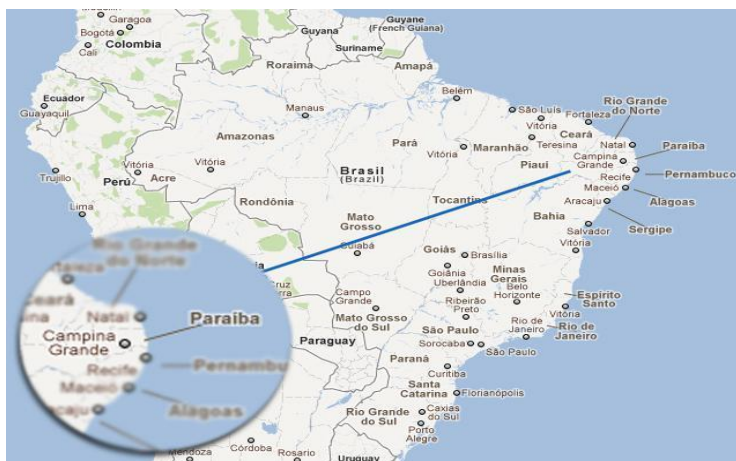 Garagoa
Bogotá
Cali
Colombia
Guyana
Suriname
Guyane
(French Guiana)
Roraima
Amapá
Ecuador
Guayaquil
Manaus
Belém
São Luis
Vitória
Fortaleza
Rio Grande
do Norte
Amazonas
Pará
Maranhão
Teresina
Ceará
Natal
Paraiba
Vitória
Vitória
Vitória
Brasil
(Brazil)
Piauí
Campina
Grande
Recife
Pernambuco
Trujillo
Perú
Acre
Maceió
Alagoas
Lima
Rondônia
Tocantins
Aracaju
Sergipe
Mato
Grosso
Bahia
Cuiabá
Salvador
Goiás
Brasília
Vitória
Goiânia
Uberlândia
Minas
Gerais
Belo
Horizonte
Espírito
Santo
Vitória
Campo
Grande
Mato Grosso
do Sul
Ribeirão
Preto
Rio de
Janeiro
Rio de
Janeiro
São Paulo
Sorocaba
São Paulo
Paraguay
Paraná
Curitiba
Santa
Catarina
Florianópolis
Rio Grande
do Sul
Caxias
do Sul
Porto
Alegre
Mendoza
Córdoba
Rosario
Uruguay
Rio Grande
do Norte
Ceará
Natal
Paraiba
Campina
Grande
Recife
Pernambu
Maceió
Alagoas